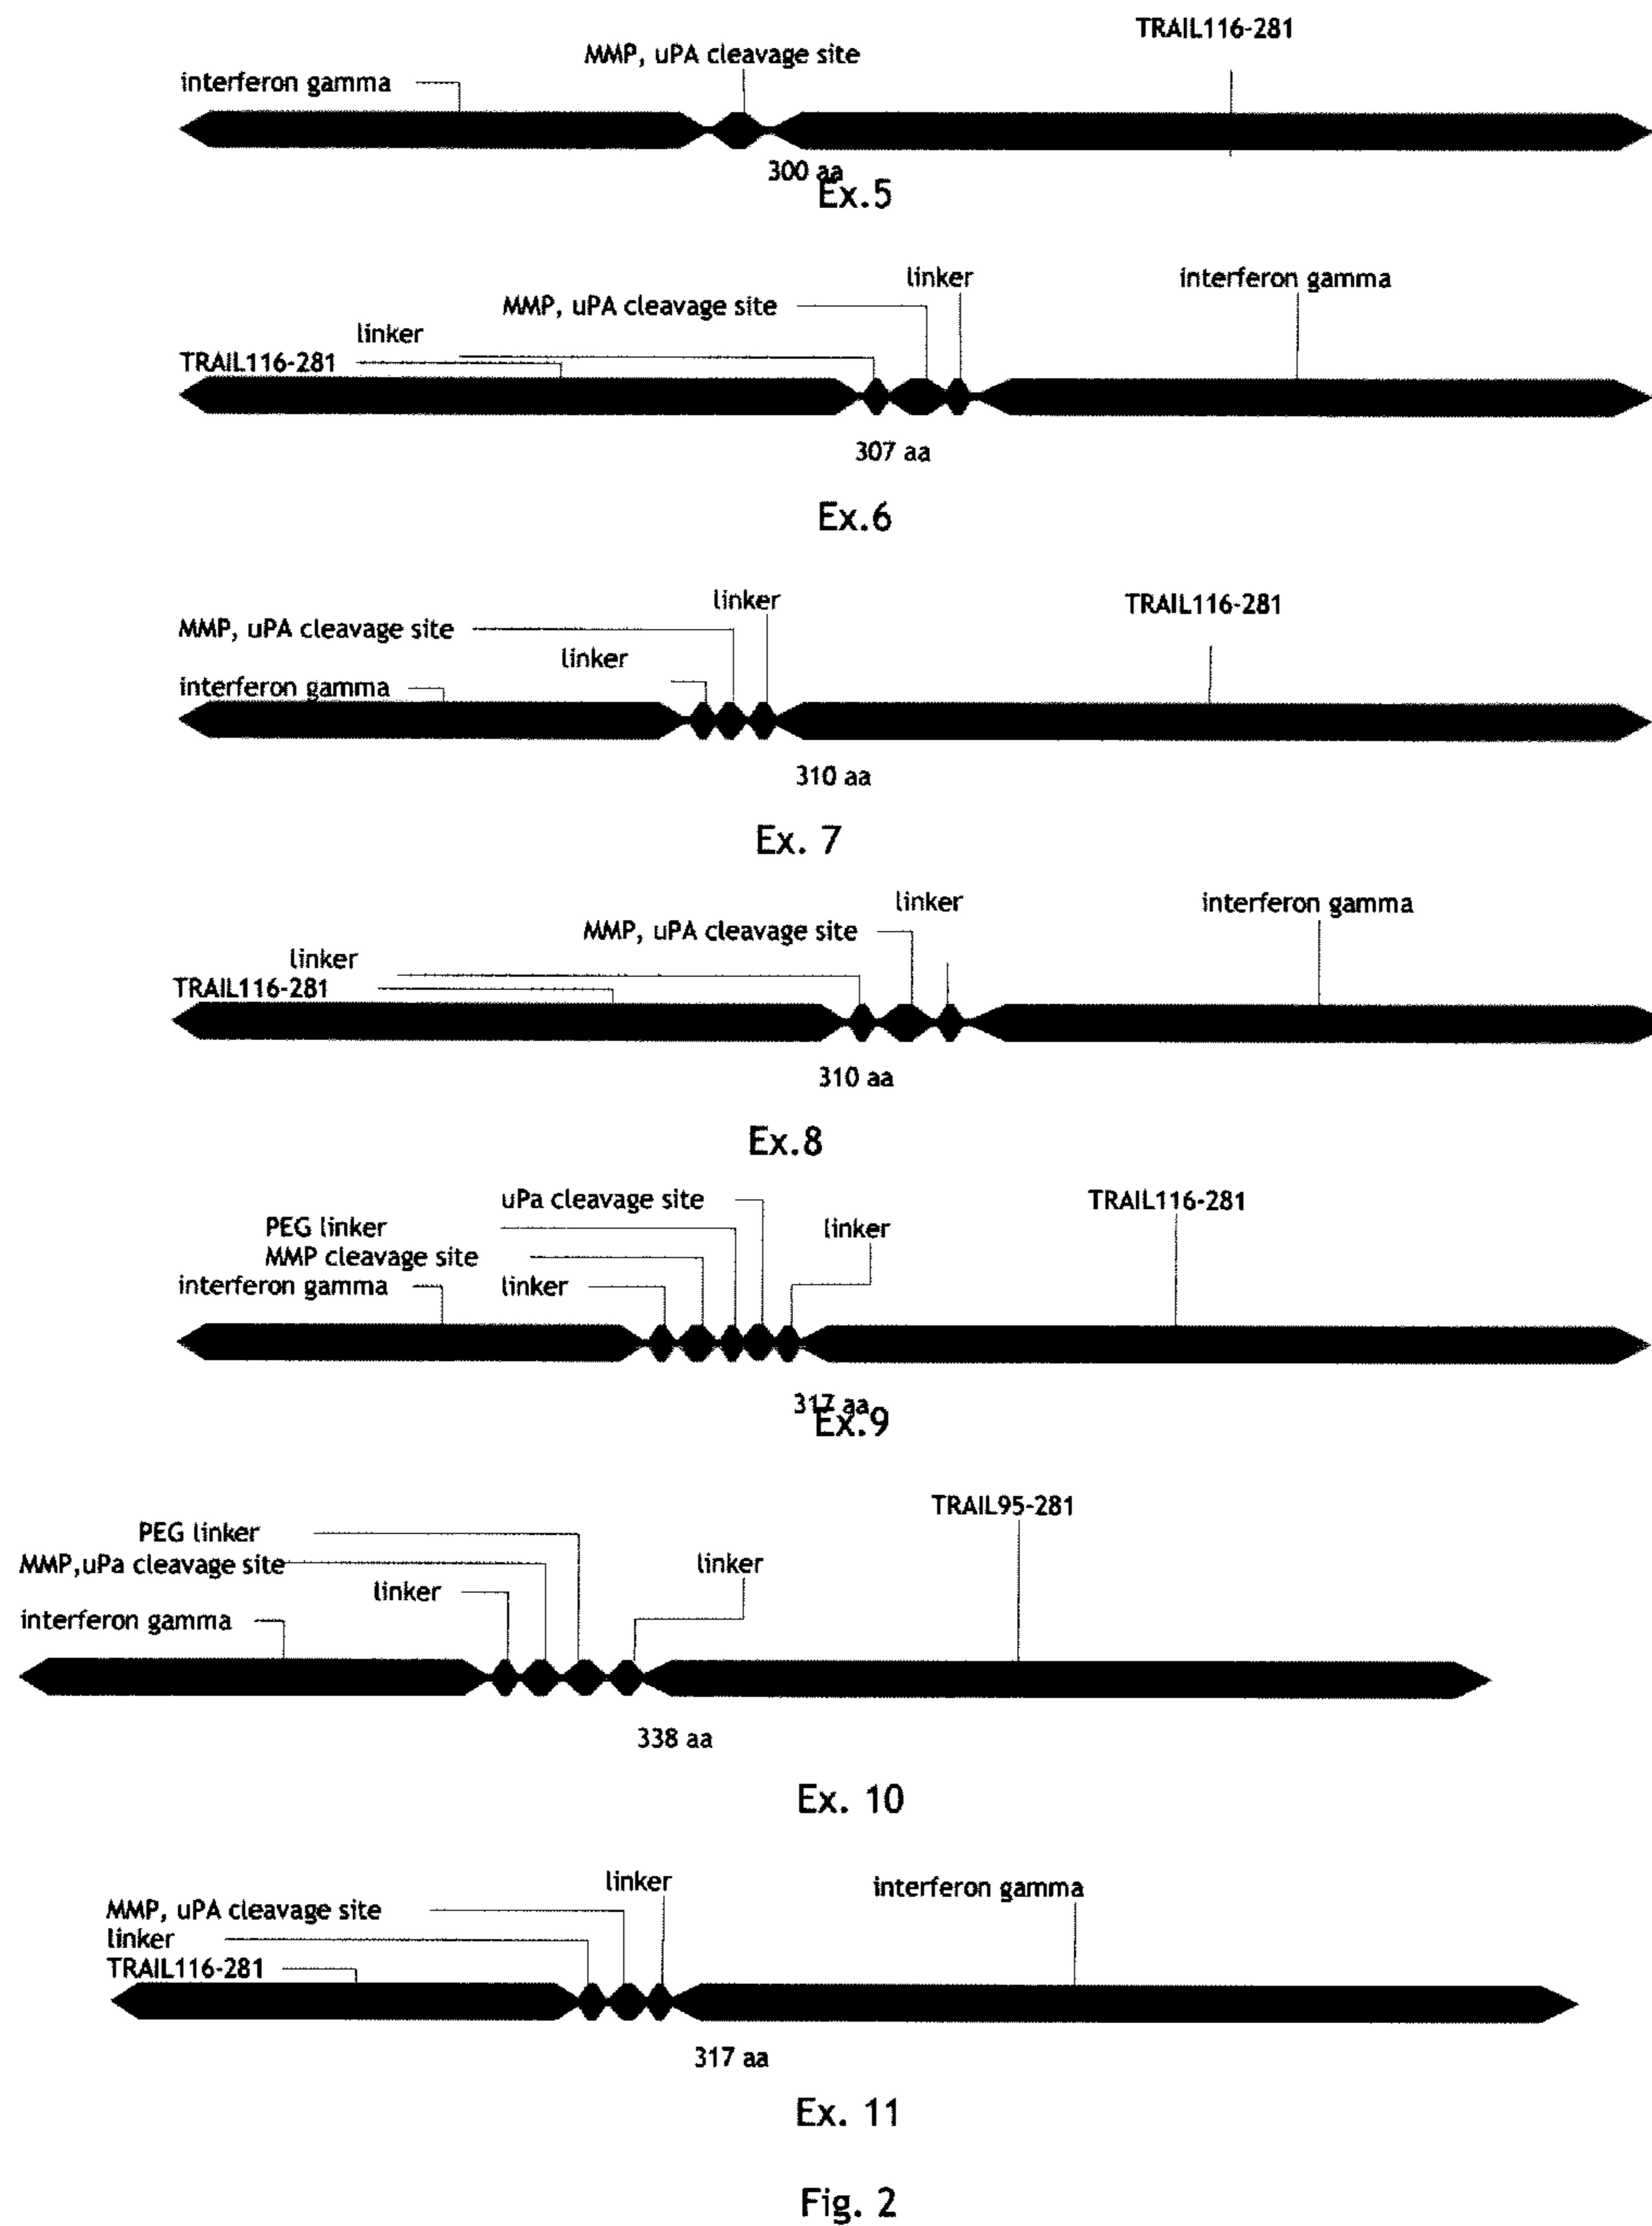 TRAIL116-281
MMP, uPA cleavage site
interferon gamma
300 aa
Ex.5
linker
interferon gamma
MMP, uPA cleavage site
linker
TRAIL116-281
307 aa
Ex.6
linker
TRAIL116-281
MMP, uPA cleavage site
linker
interferon gamma
310 aa
Ex. 7
linker
interferon gamma
MMP, uPA cleavage site
linker
TRAIL116-281
310 aa
Ex.8
uPa cleavage site
TRAIL116-281
PEG linker
linker
MMP cleavage site
interferon gamma
linker
317 aa
Ex.9
TRAIL95-281
PEG linker
MMP,uPa cleavage site
linker
linker
interferon gamma
338 aa
Ex. 10
linker
interferon gamma
MMP, uPA cleavage site
linker
TRAIL116-281
317 aa
Ex. 11
Fig. 2